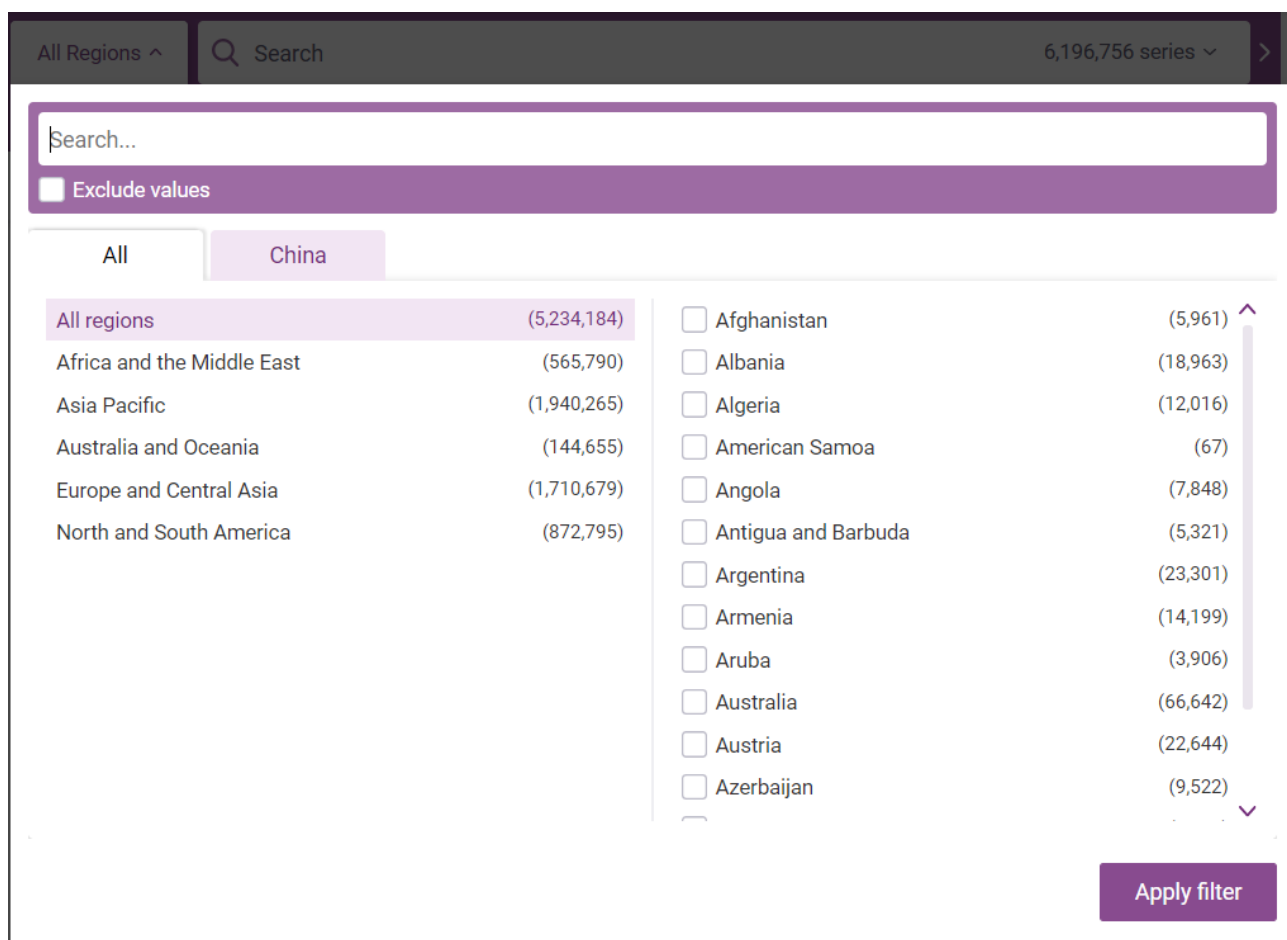 All Regions
Search
6,196,756 series
Search...
Exclude values
All
China
All regions (5,234,184)
Africa and the Middle East (565,790)
Asia Pacific (1,940,265)
Australia and Oceania (144,655)
Europe and Central Asia (1,710,679)
North and South America (872,795)
Afghanistan (5,961)
Albania (18,963)
Algeria (12,016)
American Samoa (67)
Angola (7,848)
Antigua and Barbuda (5,321)
Argentina (23,301)
Armenia (14,199)
Aruba (3,906)
Australia (66,642)
Austria (22,644)
Azerbaijan (9,522)
Apply filter